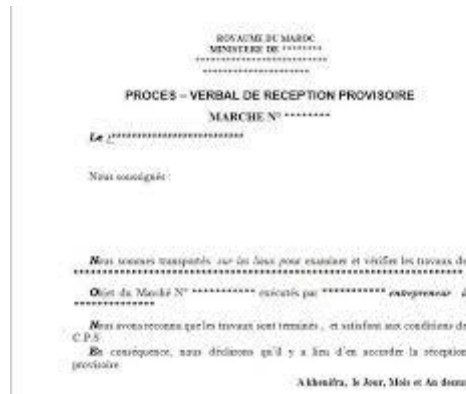 ROYAUME DU MAROC
MINISTERE DE ********
**************************
*********************
PROCES – VERBAL DE RECEPTION PROVISOIRE
MARCHE N° ********
Le :**************************
Nous soussignés :
Nous sommes transportés sur les lieux pour examiner et vérifier les travaux de
**************************************************************************
Objet du Marché N° ************ exécutés par ************ entrepreneur à
***************
Nous avons reconnu que les travaux sont terminés , et satisfont aux conditions de
C.P.S
En conséquence, nous déclarons qu'il y a lieu d'en accorder la réception
provisoire
A khenifra, le Jour, Mois et An